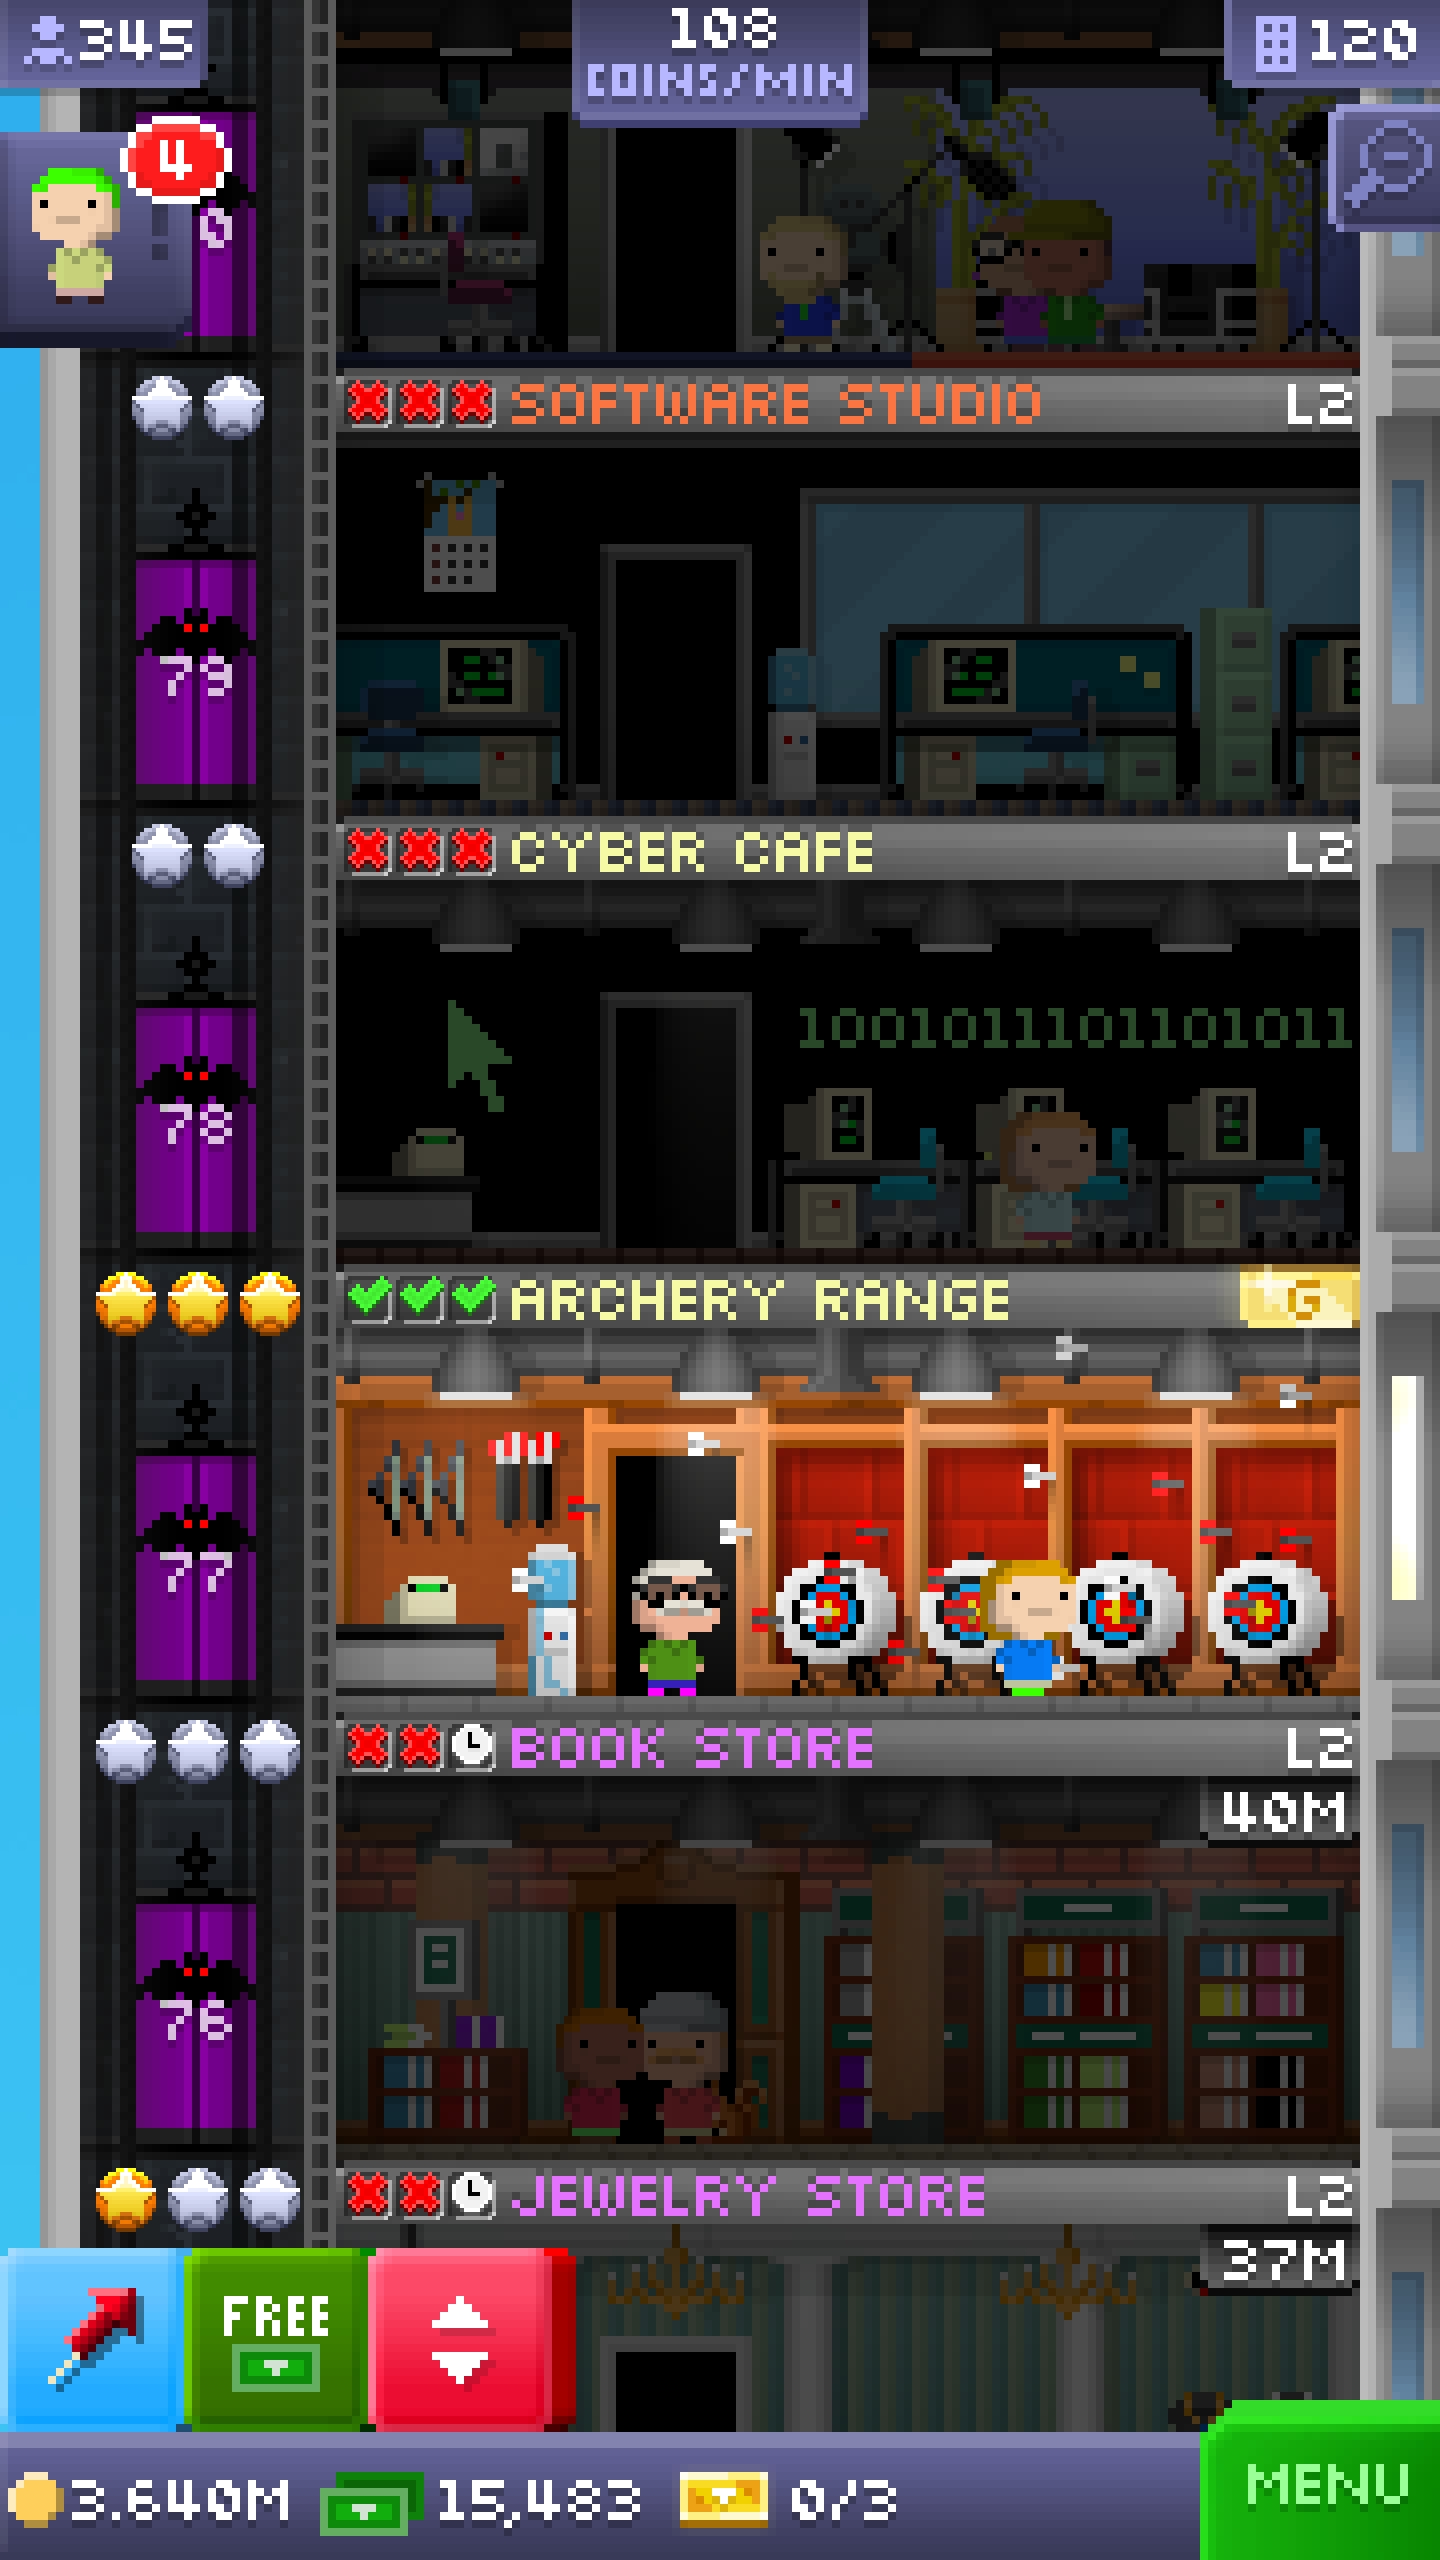 345
108
COINS/MIN
120
4
0
SOFTWARE STUDIO L2
79
CYBER CAFE L2
1001011101101011
78
ARCHERY RANGE G
77
BOOK STORE L2
40M
76
JEWELRY STORE L2
37M
FREE
3.640M 15,483 0/3
MENU